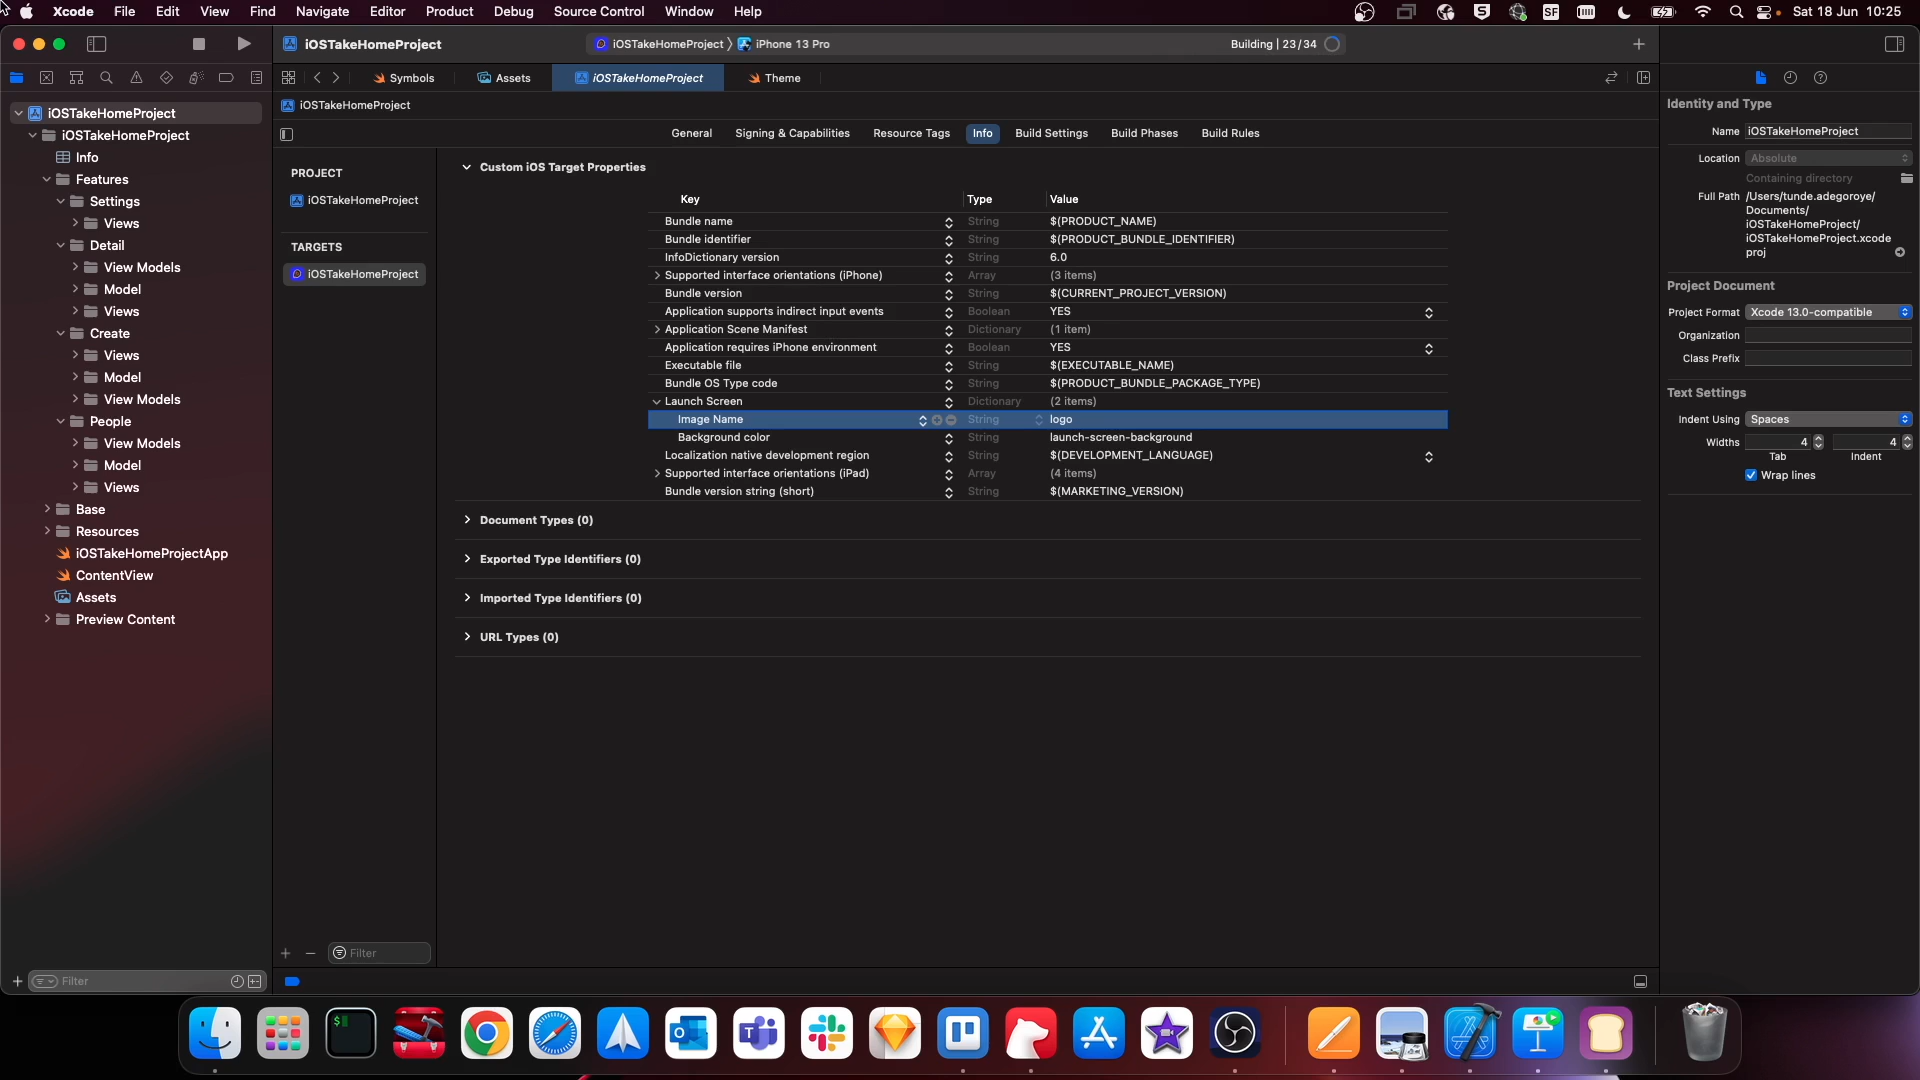 Xcode File Edit View Find Navigate Editor Product Debug Source Control Window Help
SF
Sat 18 Jun 10:25
iOSTakeHomeProject
iOSTakeHomeProject
iPhone 13 Pro
Building | 23/34
Symbols
Assets
iOSTakeHomeProject
Theme
iOSTakeHomeProject
General Signing & Capabilities Resource Tags Info Build Settings Build Phases Build Rules
iOSTakeHomeProject
iOSTakeHomeProject
Info
Features
Settings
Views
Detail
View Models
Model
Views
Create
Views
Model
View Models
People
View Models
Model
Views
Base
Resources
iOSTakeHomeProjectApp
ContentView
Assets
Preview Content
Filter
PROJECT
iOSTakeHomeProject
TARGETS
iOSTakeHomeProject
Filter
Custom iOS Target Properties
Key Type Value
Bundle name String $(PRODUCT_NAME)
Bundle identifier String $(PRODUCT_BUNDLE_IDENTIFIER)
InfoDictionary version String 6.0
Supported interface orientations (iPhone) Array (3 items)
Bundle version String $(CURRENT_PROJECT_VERSION)
Application supports indirect input events Boolean YES
Application Scene Manifest Dictionary (1 item)
Application requires iPhone environment Boolean YES
Executable file String $(EXECUTABLE_NAME)
Bundle OS Type code String $(PRODUCT_BUNDLE_PACKAGE_TYPE)
Launch Screen Dictionary (2 items)
Image Name String logo
Background color String launch-screen-background
Localization native development region String $(DEVELOPMENT_LANGUAGE)
Supported interface orientations (iPad) Array (4 items)
Bundle version string (short) String $(MARKETING_VERSION)
Document Types (0)
Exported Type Identifiers (0)
Imported Type Identifiers (0)
URL Types (0)
Identity and Type
Name iOSTakeHomeProject
Location Absolute
Containing directory
Full Path /Users/tunde.adegoroye/
Documents/
iOSTakeHomeProject/
iOSTakeHomeProject.xcode
proj
Project Document
Project Format Xcode 13.0-compatible
Organization
Class Prefix
Text Settings
Indent Using Spaces
Widths 4 4
Tab Indent
Wrap lines